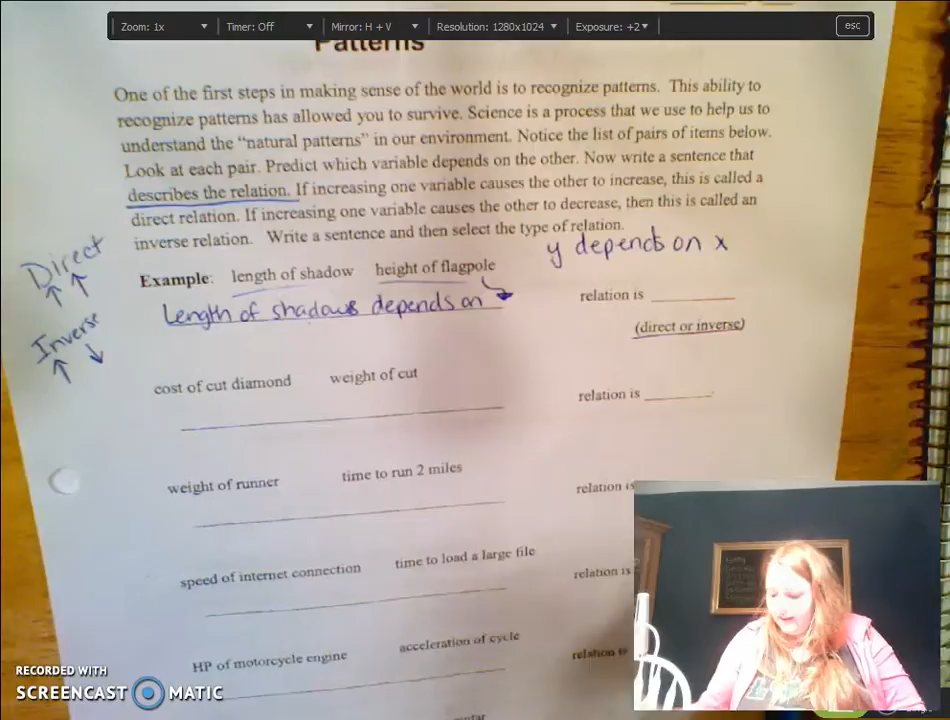 Zoom: 1x Timer: Off Mirror: H + V Resolution: 1280x1024 Exposure: +2 esc
Patterns
One of the first steps in making sense of the world is to recognize patterns. This ability to
recognize patterns has allowed you to survive. Science is a process that we use to help us to
understand the "natural patterns" in our environment. Notice the list of pairs of items below.
Look at each pair. Predict which variable depends on the other. Now write a sentence that
describes the relation. If increasing one variable causes the other to increase, this is called a
direct relation. If increasing one variable causes the other to decrease, then this is called an
inverse relation. Write a sentence and then select the type of relation.
Direct
y depends on x
Example: length of shadow height of flagpole
Length of shadows depends on relation is
Inverse
(direct or inverse)
cost of cut diamond weight of cut
relation is
weight of runner time to run 2 miles
relation is
speed of internet connection time to load a large file
relation is
HP of motorcycle engine acceleration of cycle
relation is
RECORDED WITH
SCREENCAST MATIC